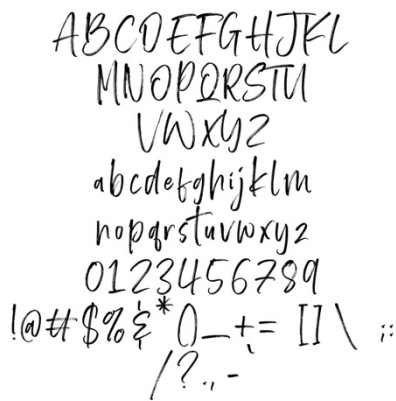 ABCDEFGHIJKL
MNOPQRSTU
VWXYZ
abcdefghijklm
nopqrstuvwxyz
0123456789
!@#$%&*()_+= [] \ ;:
/?.,-